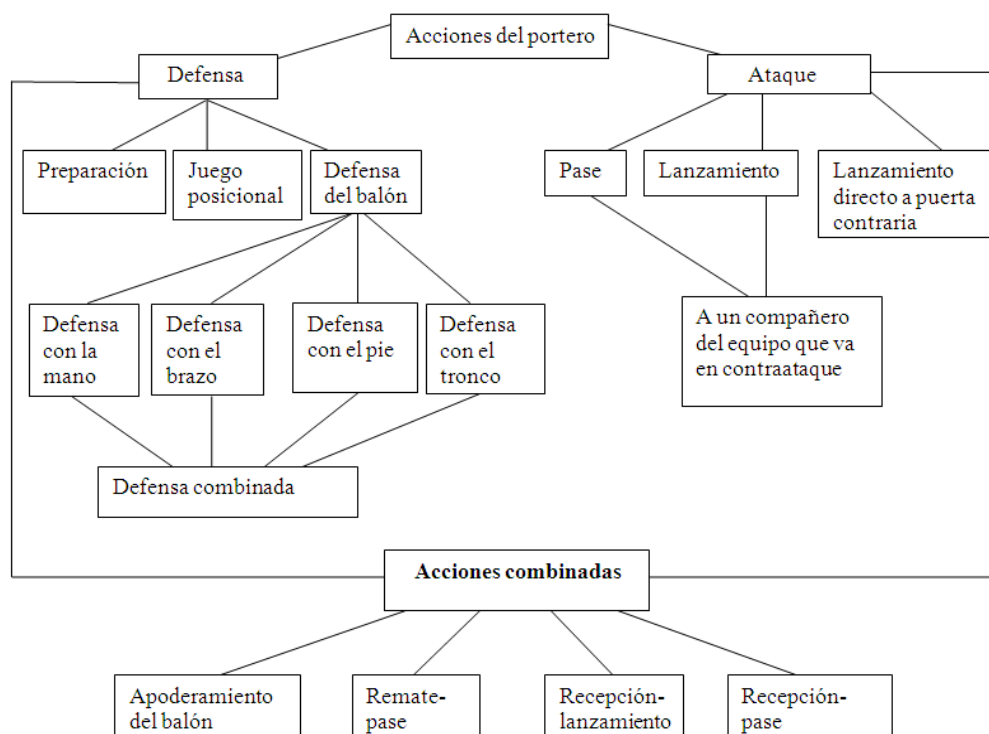 Acciones del portero
Defensa
Ataque
Preparación
Juego
posicional
Defensa
del balón
Pase
Lanzamiento
Lanzamiento
directo a puerta
contraria
Defensa
con la
mano
Defensa
con el
brazo
Defensa
con el pie
Defensa
con el
tronco
A un compañero
del equipo que va
en contraataque
Defensa combinada
Acciones combinadas
Apoderamiento
del balón
Remate-
pase
Recepción-
lanzamiento
Recepción-
pase